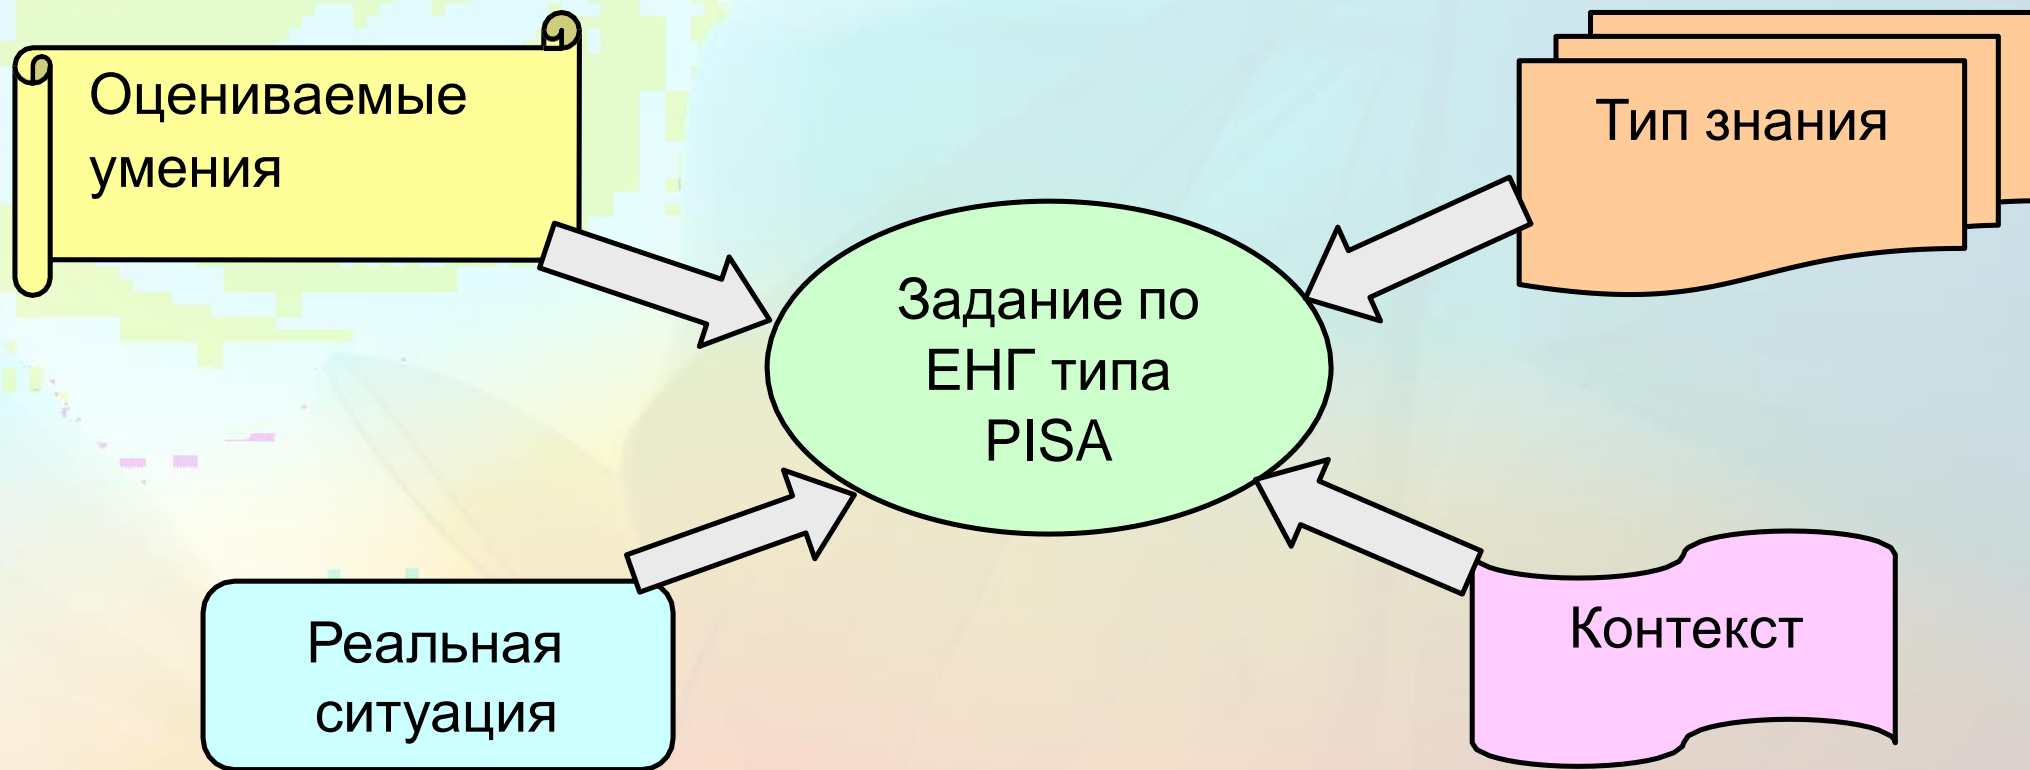 Оцениваемые
умения
Тип знания
Задание по
ЕНГ типа
PISA
Реальная
ситуация
Контекст